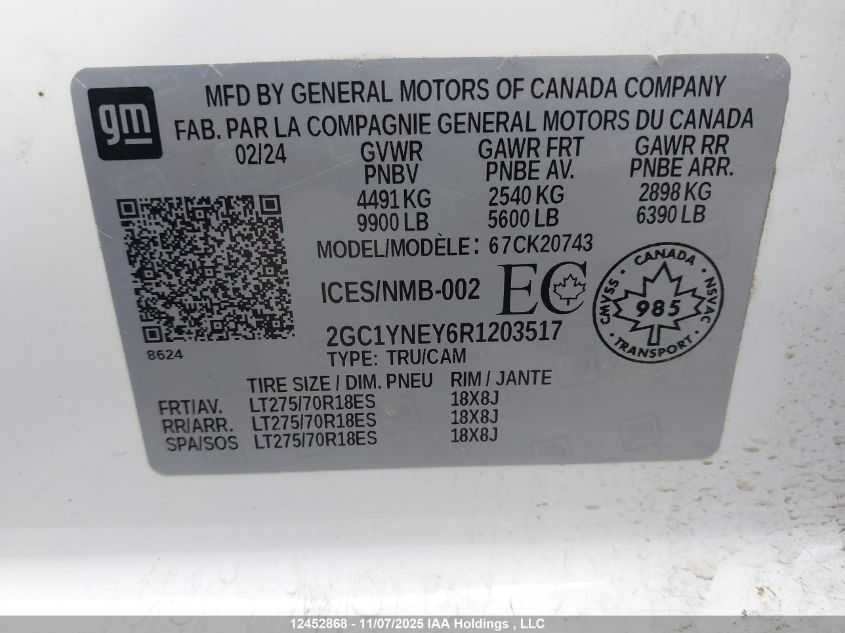 gm
MFD BY GENERAL MOTORS OF CANADA COMPANY
FAB. PAR LA COMPAGNIE GENERAL MOTORS DU CANADA
02/24 GVWR GAWR FRT GAWR RR
PNBV PNBE AV. PNBE ARR.
4491 KG 2540 KG 2898 KG
9900 LB 5600 LB 6390 LB
MODEL/MODÈLE: 67CK20743
ICES/NMB-002 EC
CANADA
CMVSS 985 NSVAC
TRANSPORT
2GC1YNEY6R1203517
8624 TYPE: TRU/CAM
TIRE SIZE / DIM. PNEU RIM / JANTE
FRT/AV. LT275/70R18ES 18X8J
RR/ARR. LT275/70R18ES 18X8J
SPA/SOS LT275/70R18ES 18X8J
12452868 - 11/07/2025 IAA Holdings , LLC